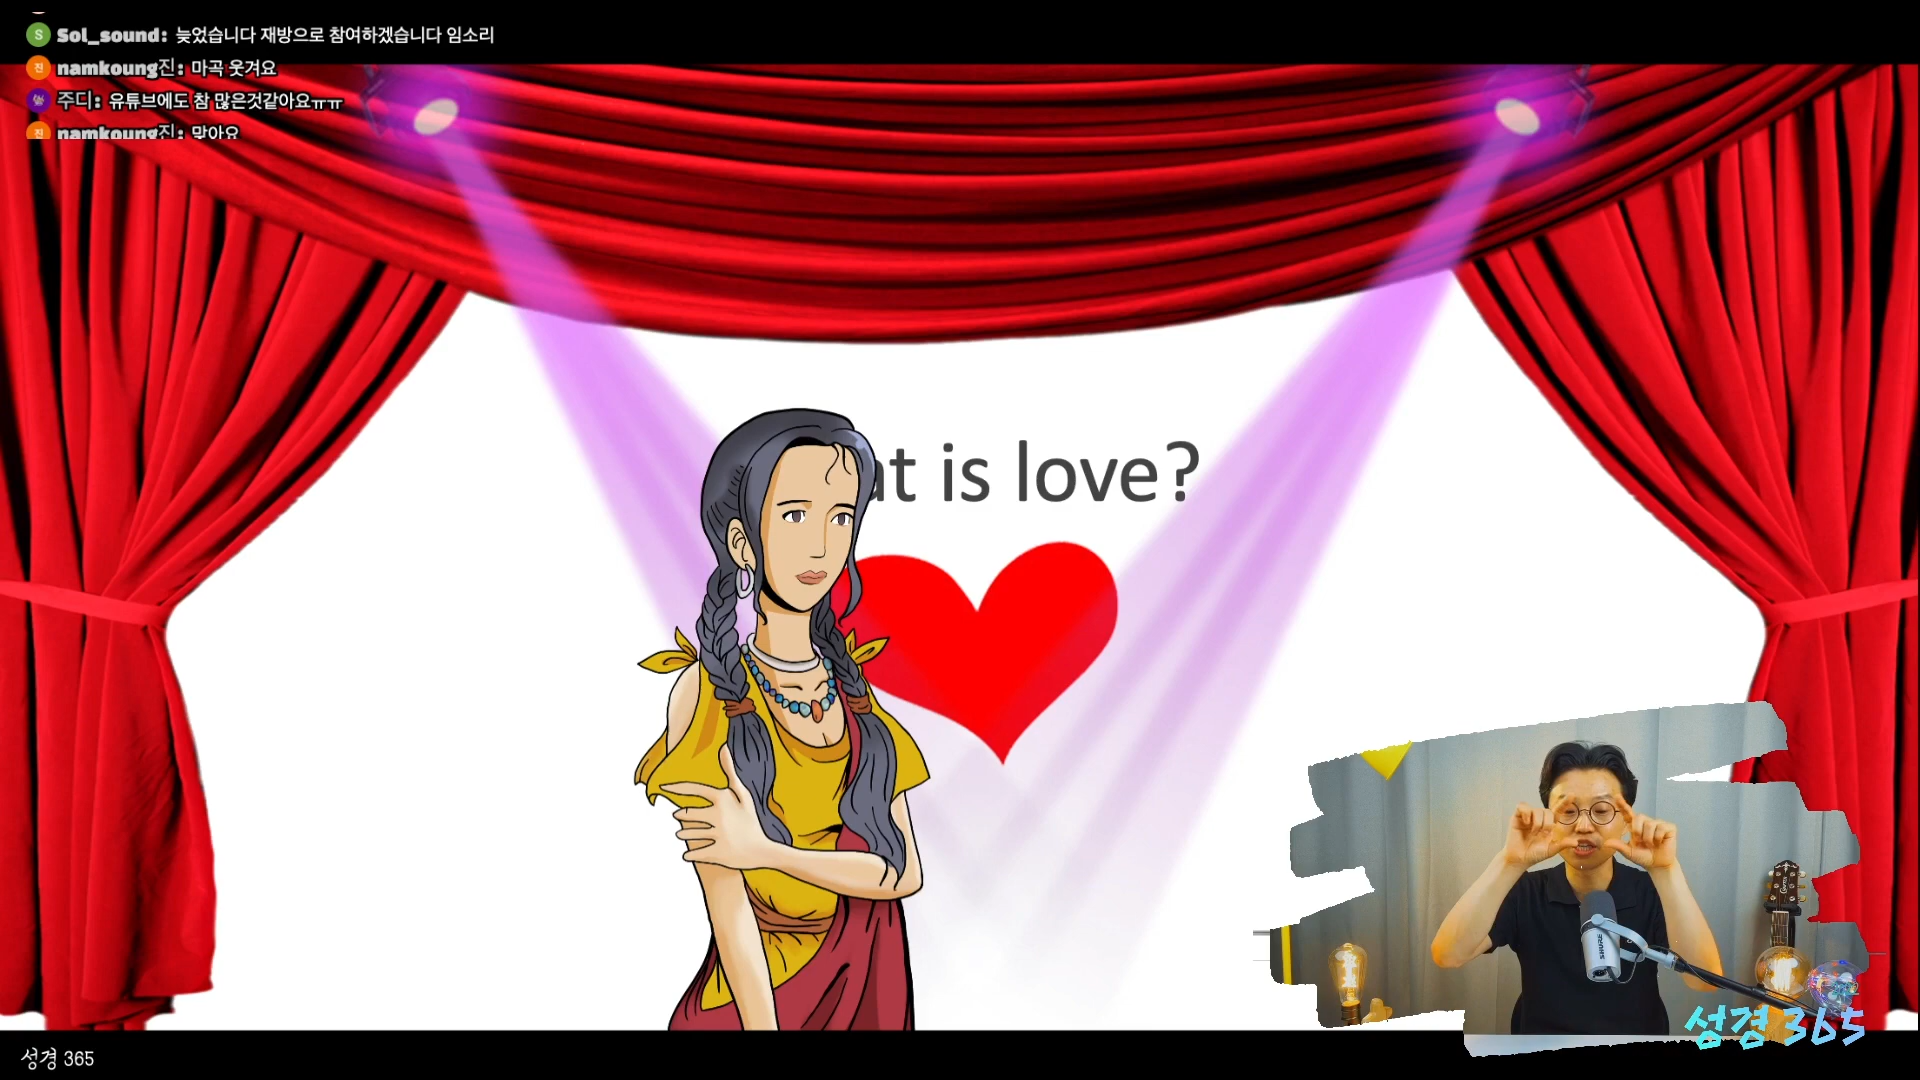 Sol_sound: 늦었습니다 재방으로 참여하겠습니다 임소리
namkoung진: 마곡 웃겨요
주디: 유튜브에도 참 많은것같아요ㅠㅠ
namkoung진: 맞아요
at is love?
SHURE
성경 365
성경 365